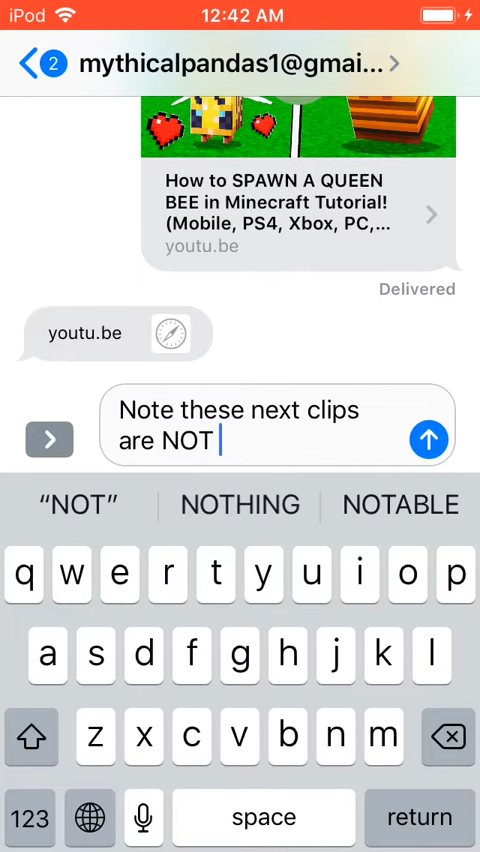 iPod 12:42 AM
2 mythicalpandas1@gmai...
How to SPAWN A QUEEN
BEE in Minecraft Tutorial!
(Mobile, PS4, Xbox, PC,...
youtu.be
Delivered
youtu.be
Note these next clips
are NOT
“NOT” NOTHING NOTABLE
q w e r t y u i o p
a s d f g h j k l
z x c v b n m
123 space return